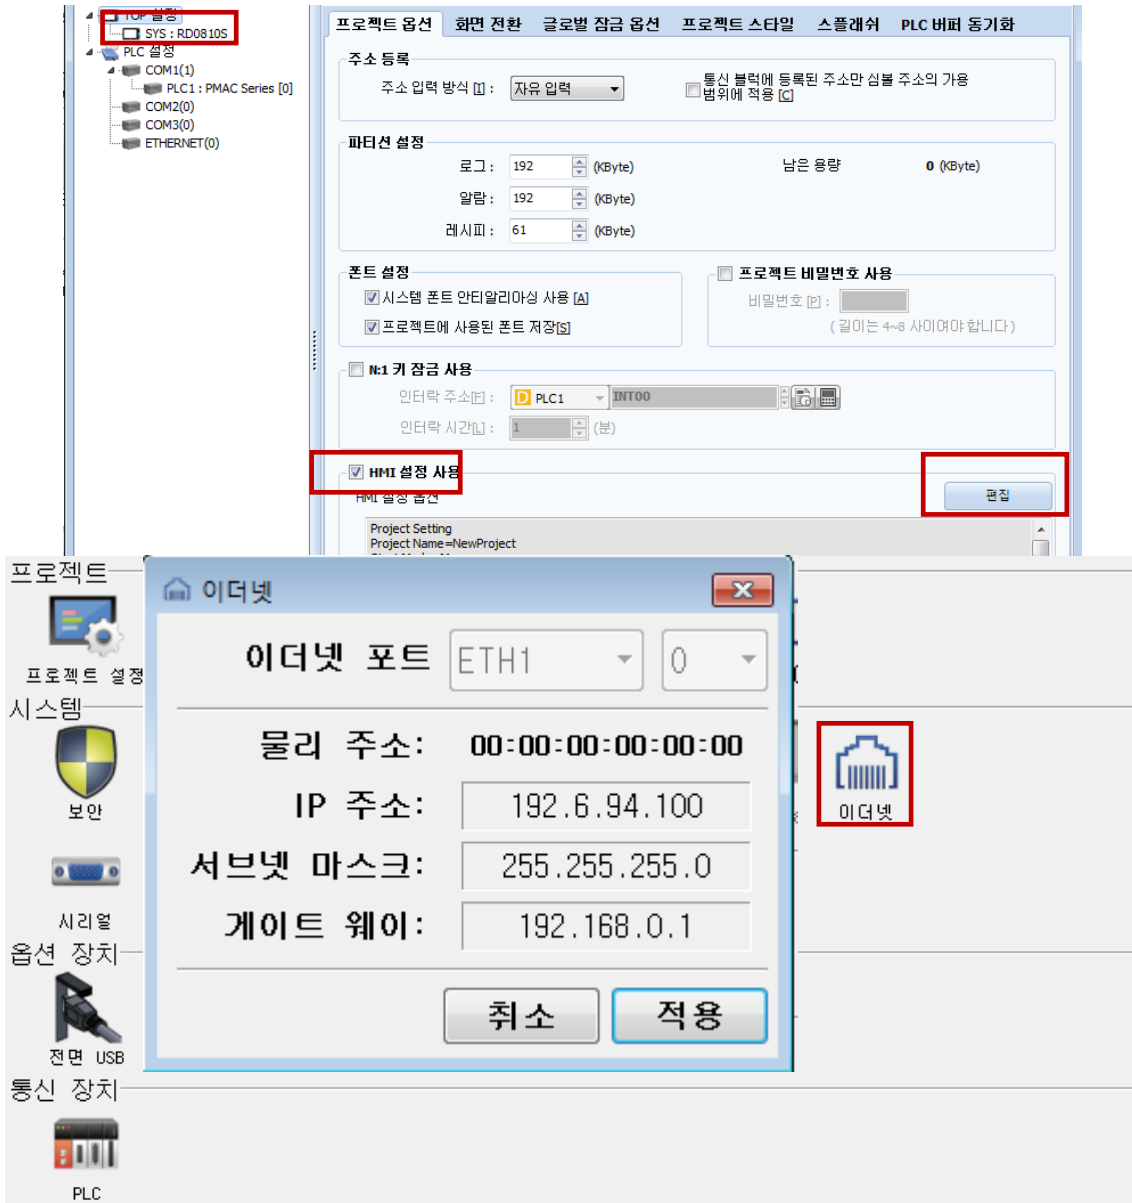 TOP 설정
SYS : RD0810S
PLC 설정
COM1(1)
PLC1 : PMAC Series [0]
COM2(0)
COM3(0)
ETHERNET(0)
프로젝트 옵션 화면 전환 글로벌 잠금 옵션 프로젝트 스타일 스플래쉬 PLC 버퍼 동기화
주소 등록
주소 입력 방식 [I] : 자유 입력
통신 블럭에 등록된 주소만 심볼 주소의 가용
범위에 적용 [C]
파티션 설정
로그 : 192 (KByte) 남은 용량 0 (KByte)
알람 : 192 (KByte)
레시피 : 61 (KByte)
폰트 설정
시스템 폰트 안티알리아싱 사용 [A]
프로젝트에 사용된 폰트 저장[S]
프로젝트 비밀번호 사용
비밀번호 [P] :
( 길이는 4~8 사이여야 합니다 )
N:1 키 잠금 사용
인터락 주소[F] : D PLC1 INT00
인터락 시간[L] : 1 (분)
HMI 설정 사용
HMI 설정 옵션
편집
Project Setting
Project Name=NewProject
프로젝트
프로젝트 설정
시스템
보안
시리얼
옵션 장치
전면 USB
통신 장치
PLC
이더넷
이더넷 포트 ETH1 0
물리 주소: 00:00:00:00:00:00
IP 주소: 192.6.94.100
서브넷 마스크: 255.255.255.0
게이트 웨이: 192.168.0.1
취소 적용
이더넷